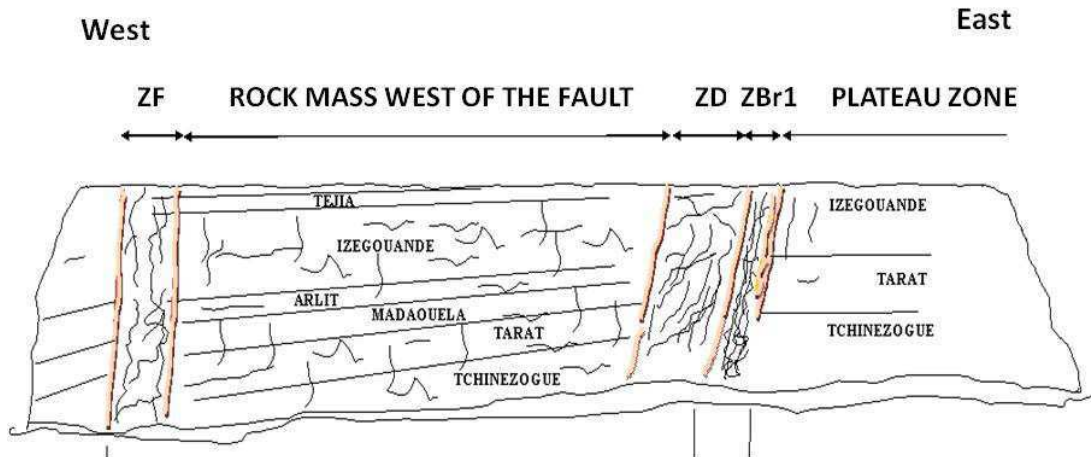 West
East
ZF ROCK MASS WEST OF THE FAULT ZD ZBr1 PLATEAU ZONE
TEJIA
IZEGOUANDE
IZEGOUANDE
ARLIT
MADAOUELA
TARAT
TCHINEZOGUE
TARAT
TCHINEZOGUE